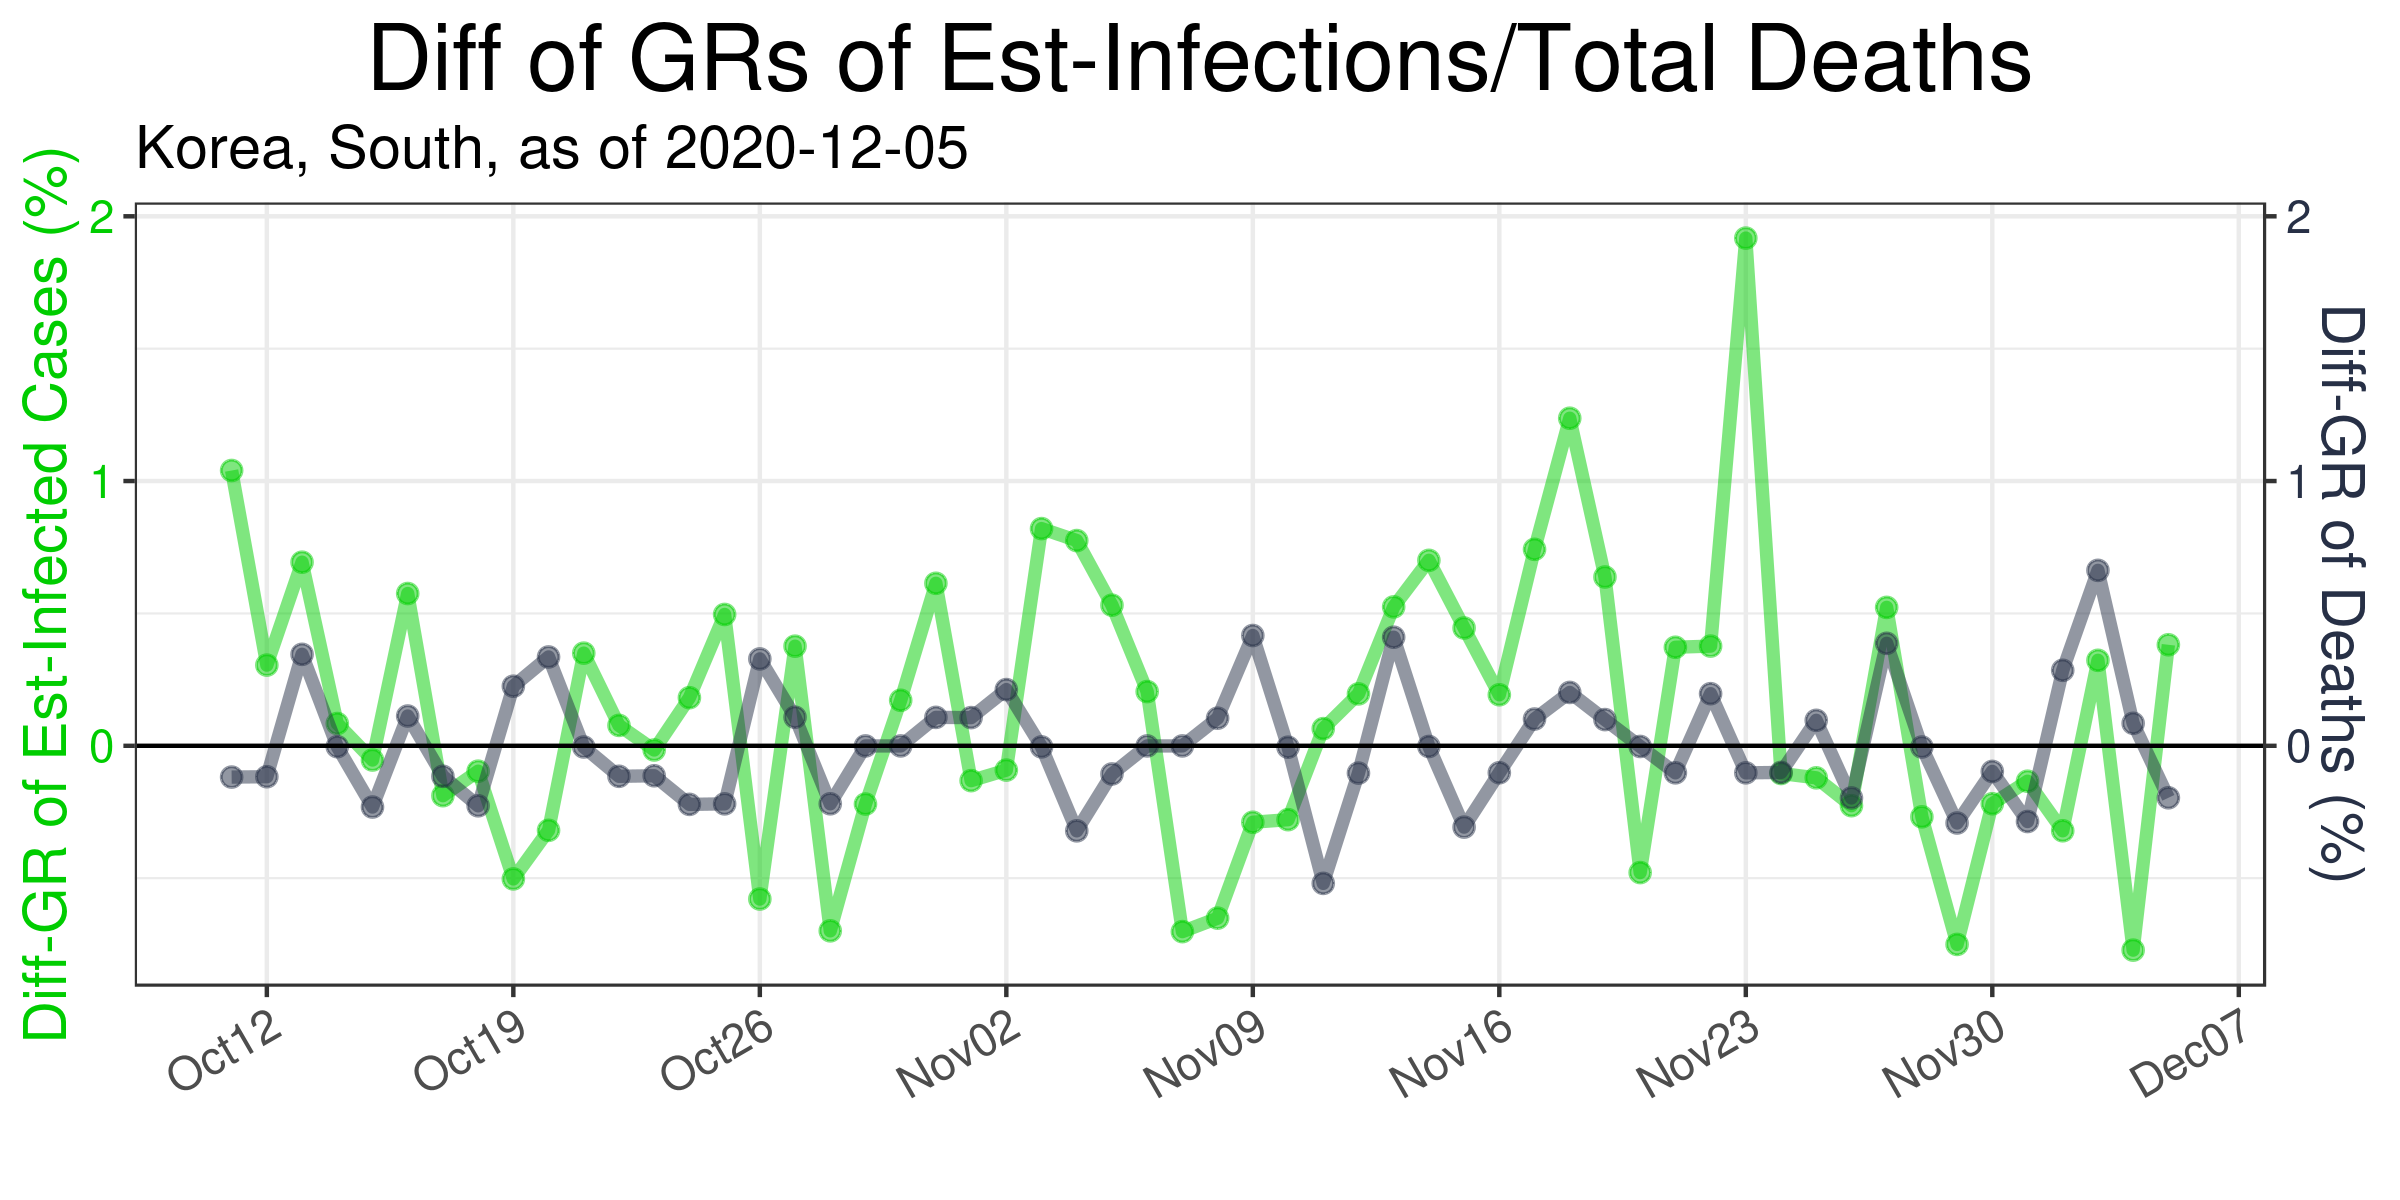 Diff of GRs of Est-Infections/Total Deaths
Korea, South, as of 2020-12-05
Diff-GR of Est-Infected Cases (%)
2
1
0
2
1
0
Diff-GR of Deaths (%)
Oct12
Oct19
Oct26
Nov02
Nov09
Nov16
Nov23
Nov30
Dec07